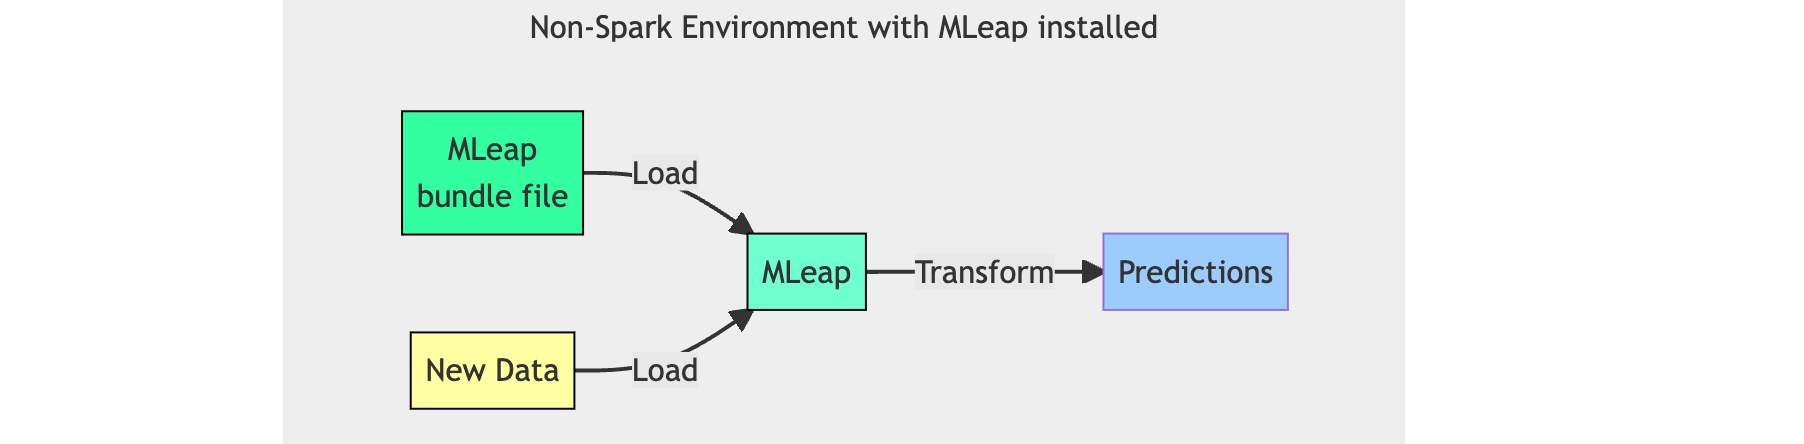 Non-Spark Environment with MLeap installed
MLeap
bundle file
Load
MLeap
Transform
Predictions
New Data
Load